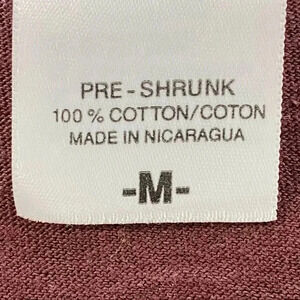 PRE-SHRUNK
100 % COTTON/COTON
MADE IN NICARAGUA
-M-